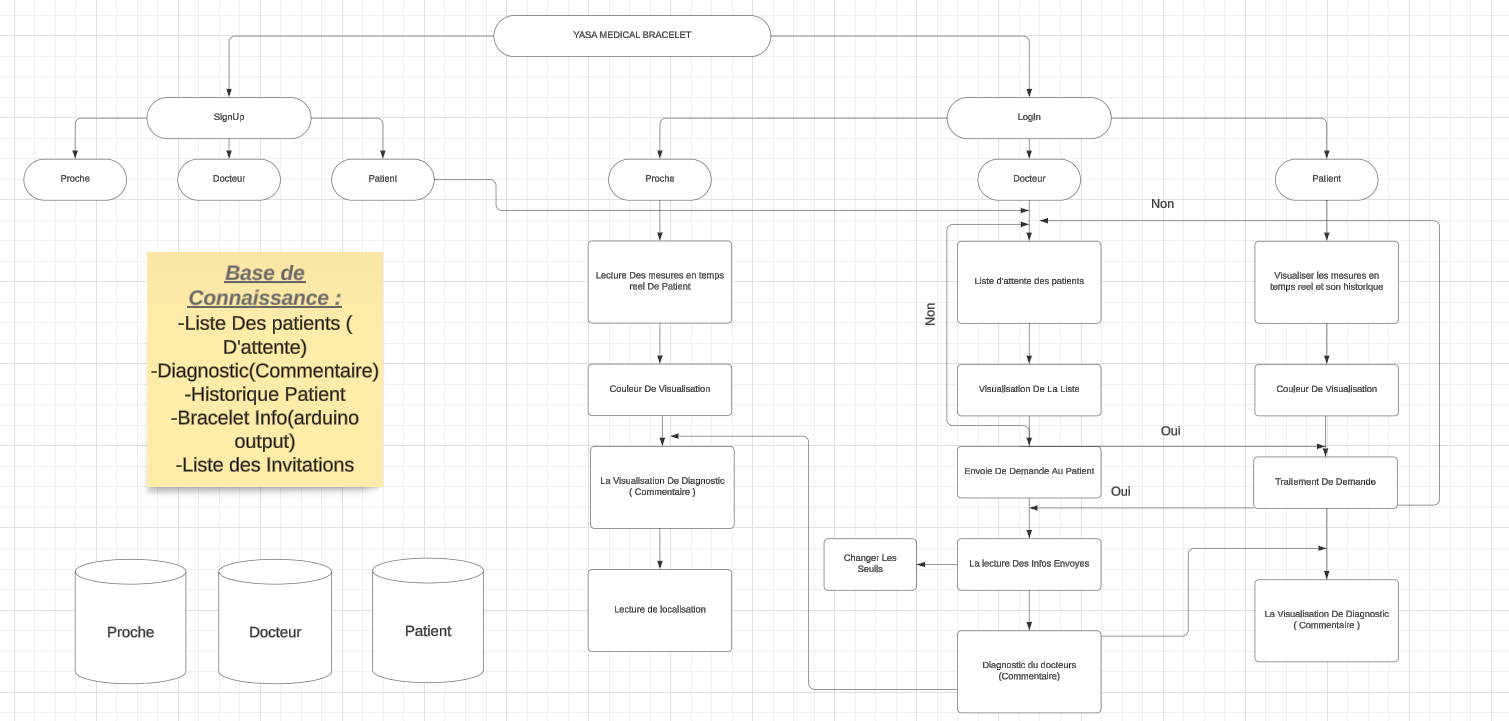 YASA MEDICAL BRACELET
SignUp
LogIn
Proche
Docteur
Patient
Proche
Docteur
Patient
Non
Base de
Connaissance :
-Liste Des patients (
D'attente)
-Diagnostic(Commentaire)
-Historique Patient
-Bracelet Info(arduino
output)
-Liste des Invitations
Lecture Des mesures en temps
reel De Patient
Liste d'attente des patients
Visualiser les mesures en
temps reel et son historique
Non
Couleur De Visualisation
Visualisation De La Liste
Couleur De Visualisation
Oui
La Visualisation De Diagnostic
( Commentaire )
Envoie De Demande Au Patient
Traitement De Demande
Oui
Changer Les
Seuils
La lecture Des Infos Envoyes
Lecture de localisation
La Visualisation De Diagnostic
( Commentaire )
Diagnostic du docteurs
(Commentaire)
Proche
Docteur
Patient